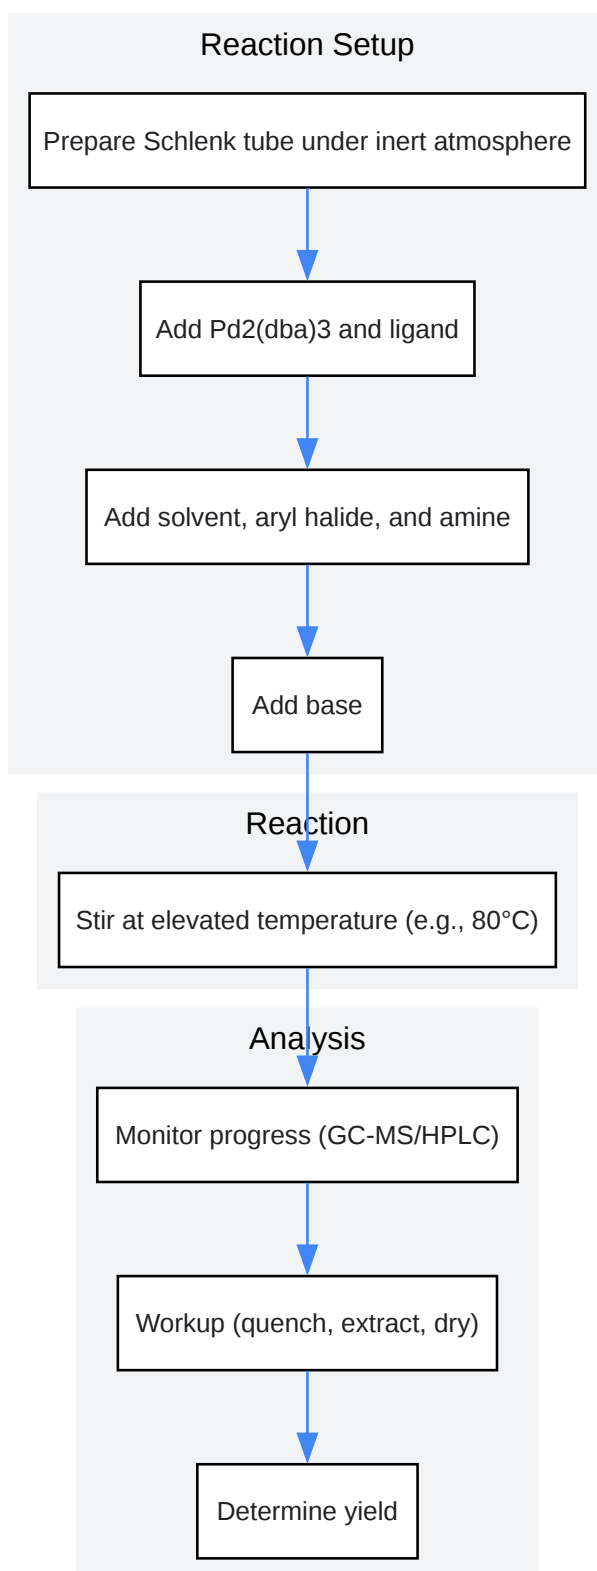 Reaction Setup
Prepare Schlenk tube under inert atmosphere
Add Pd2(dba)3 and ligand
Add solvent, aryl halide, and amine
Add base
Reaction
Stir at elevated temperature (e.g., 80°C)
Analysis
Monitor progress (GC-MS/HPLC)
Workup (quench, extract, dry)
Determine yield